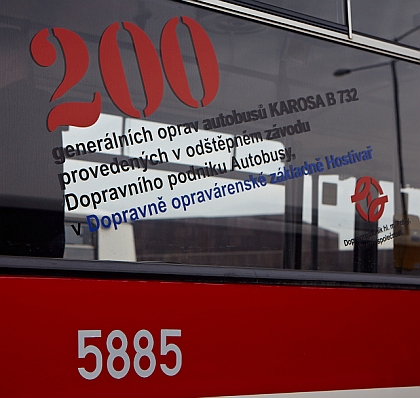 200
generálních oprav autobusů KAROSA B 732
provedených v odštěpném závodu
Dopravního podniku Autobusy,
v Dopravně opravárenské základně Hostivař
5885